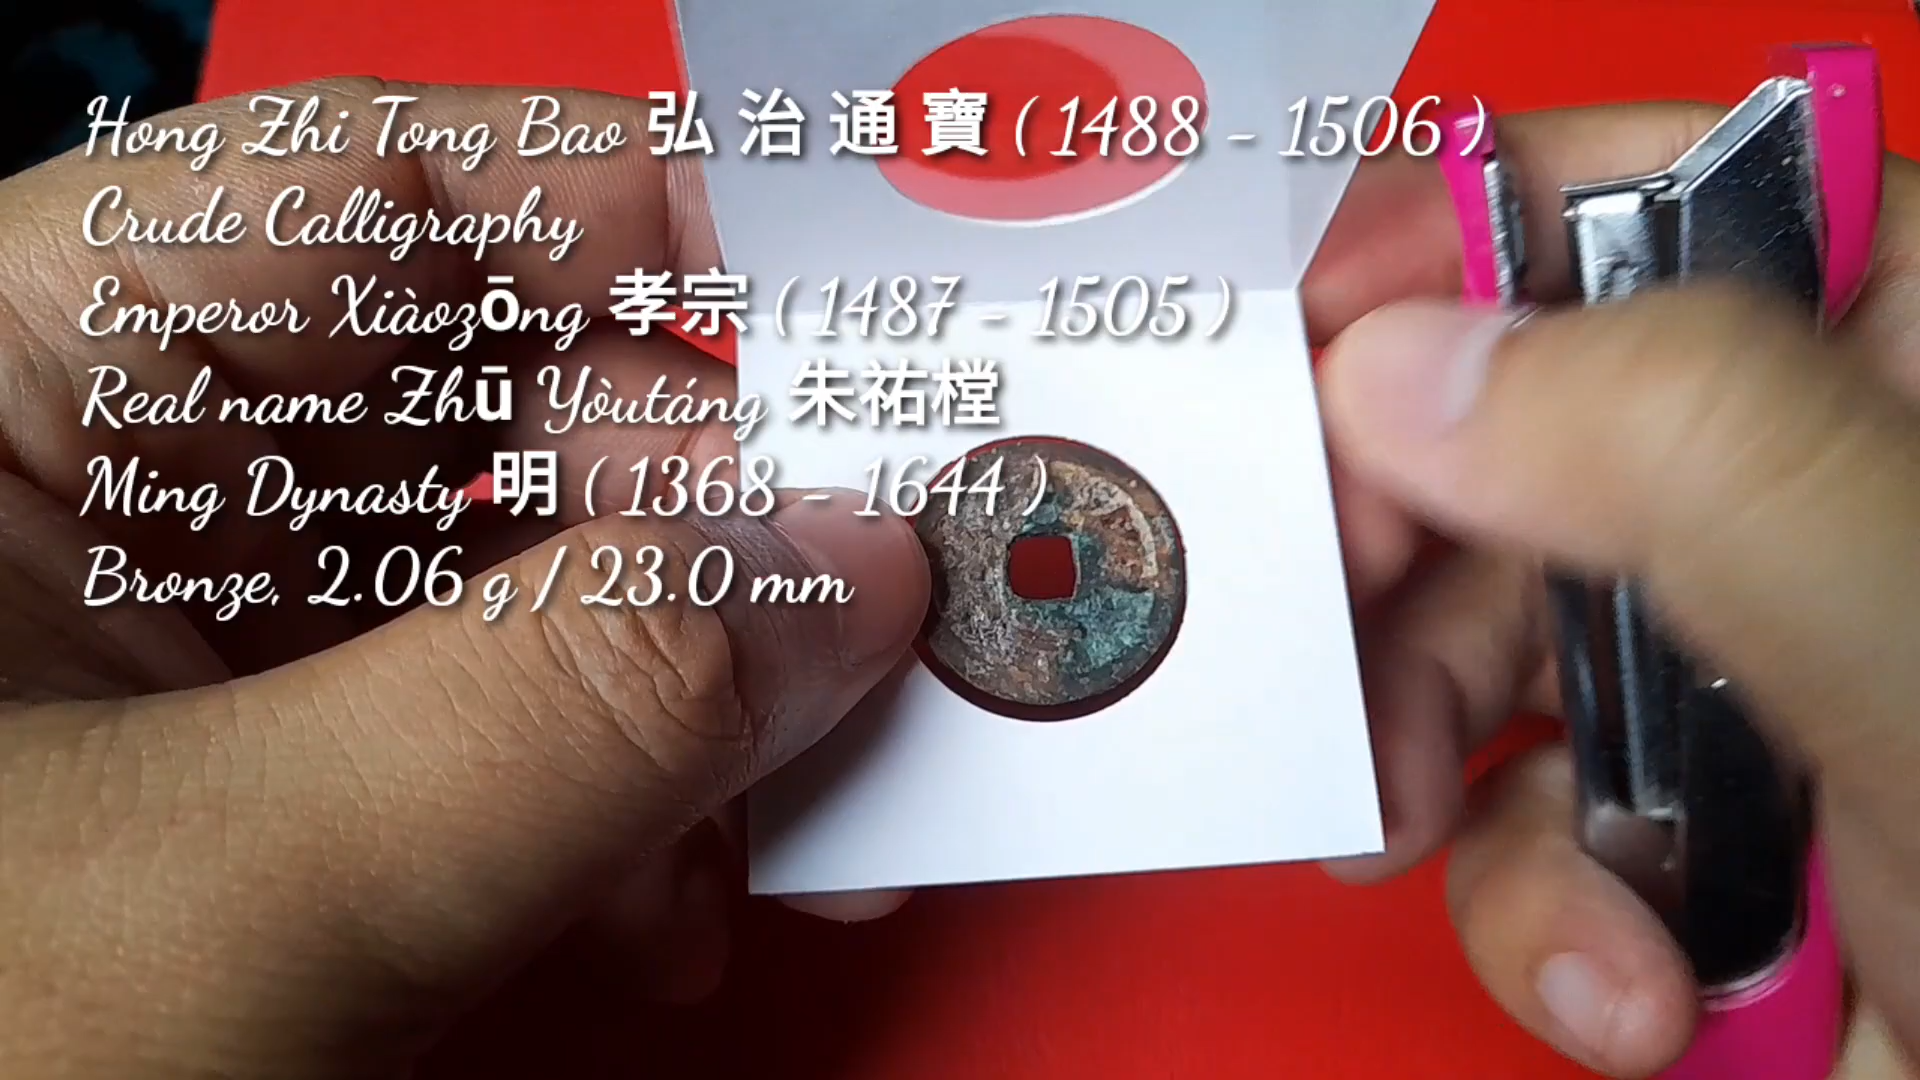 Hong Zhi Tong Bao 弘 治 通 寶 ( 1488 - 1506 )
Crude Calligraphy
Emperor Xiàozōng 孝宗 ( 1487 - 1505 )
Real name Zhū Yòutáng 朱祐樘
Ming Dynasty 明 ( 1368 - 1644 )
Bronze. 2.06 g / 23.0 mm